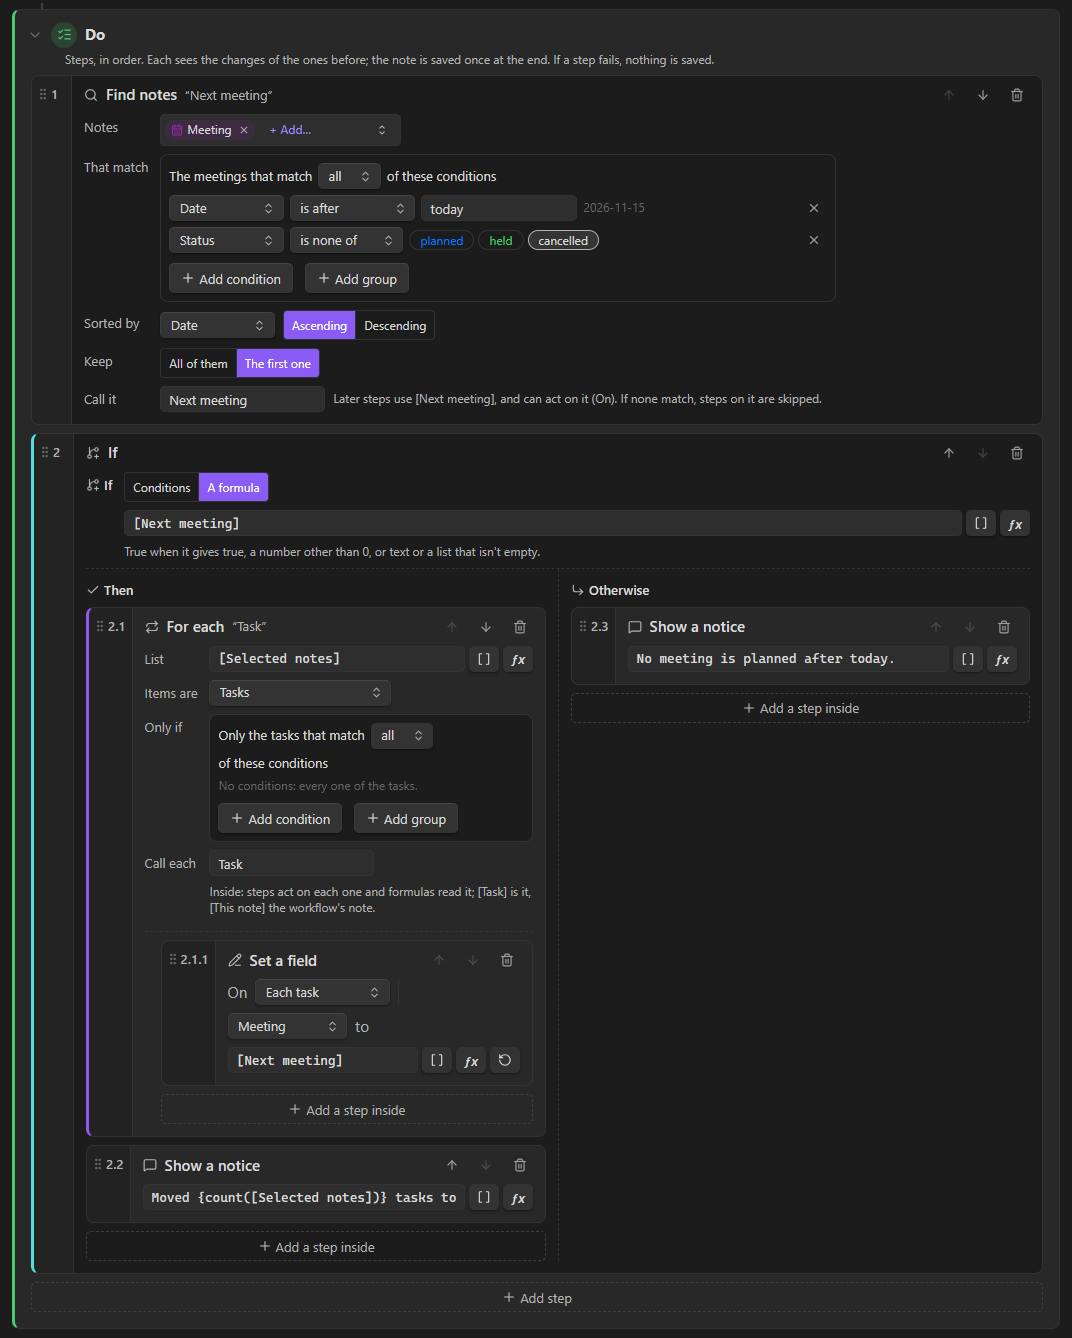 Do
Steps, in order. Each sees the changes of the ones before; the note is saved once at the end. If a step fails, nothing is saved.
1 Find notes “Next meeting”
Notes Meeting × + Add...
That match The meetings that match all of these conditions
Date is after today 2026-11-15
Status is none of planned held cancelled
+ Add condition + Add group
Sorted by Date Ascending Descending
Keep All of them The first one
Call it Next meeting Later steps use [Next meeting], and can act on it (On). If none match, steps on it are skipped.
2 If
If Conditions A formula
[Next meeting] [] fx
True when it gives true, a number other than 0, or text or a list that isn't empty.
Then
2.1 For each “Task”
List [Selected notes] [] fx
Items are Tasks
Only if Only the tasks that match all
of these conditions
No conditions: every one of the tasks.
+ Add condition + Add group
Call each Task
Inside: steps act on each one and formulas read it; [Task] is it,
[This note] the workflow's note.
2.1.1 Set a field
On Each task
Meeting to
[Next meeting] [] fx
+ Add a step inside
2.2 Show a notice
Moved {count([Selected notes])} tasks to [] fx
+ Add a step inside
Otherwise
2.3 Show a notice
No meeting is planned after today. [] fx
+ Add a step inside
+ Add step